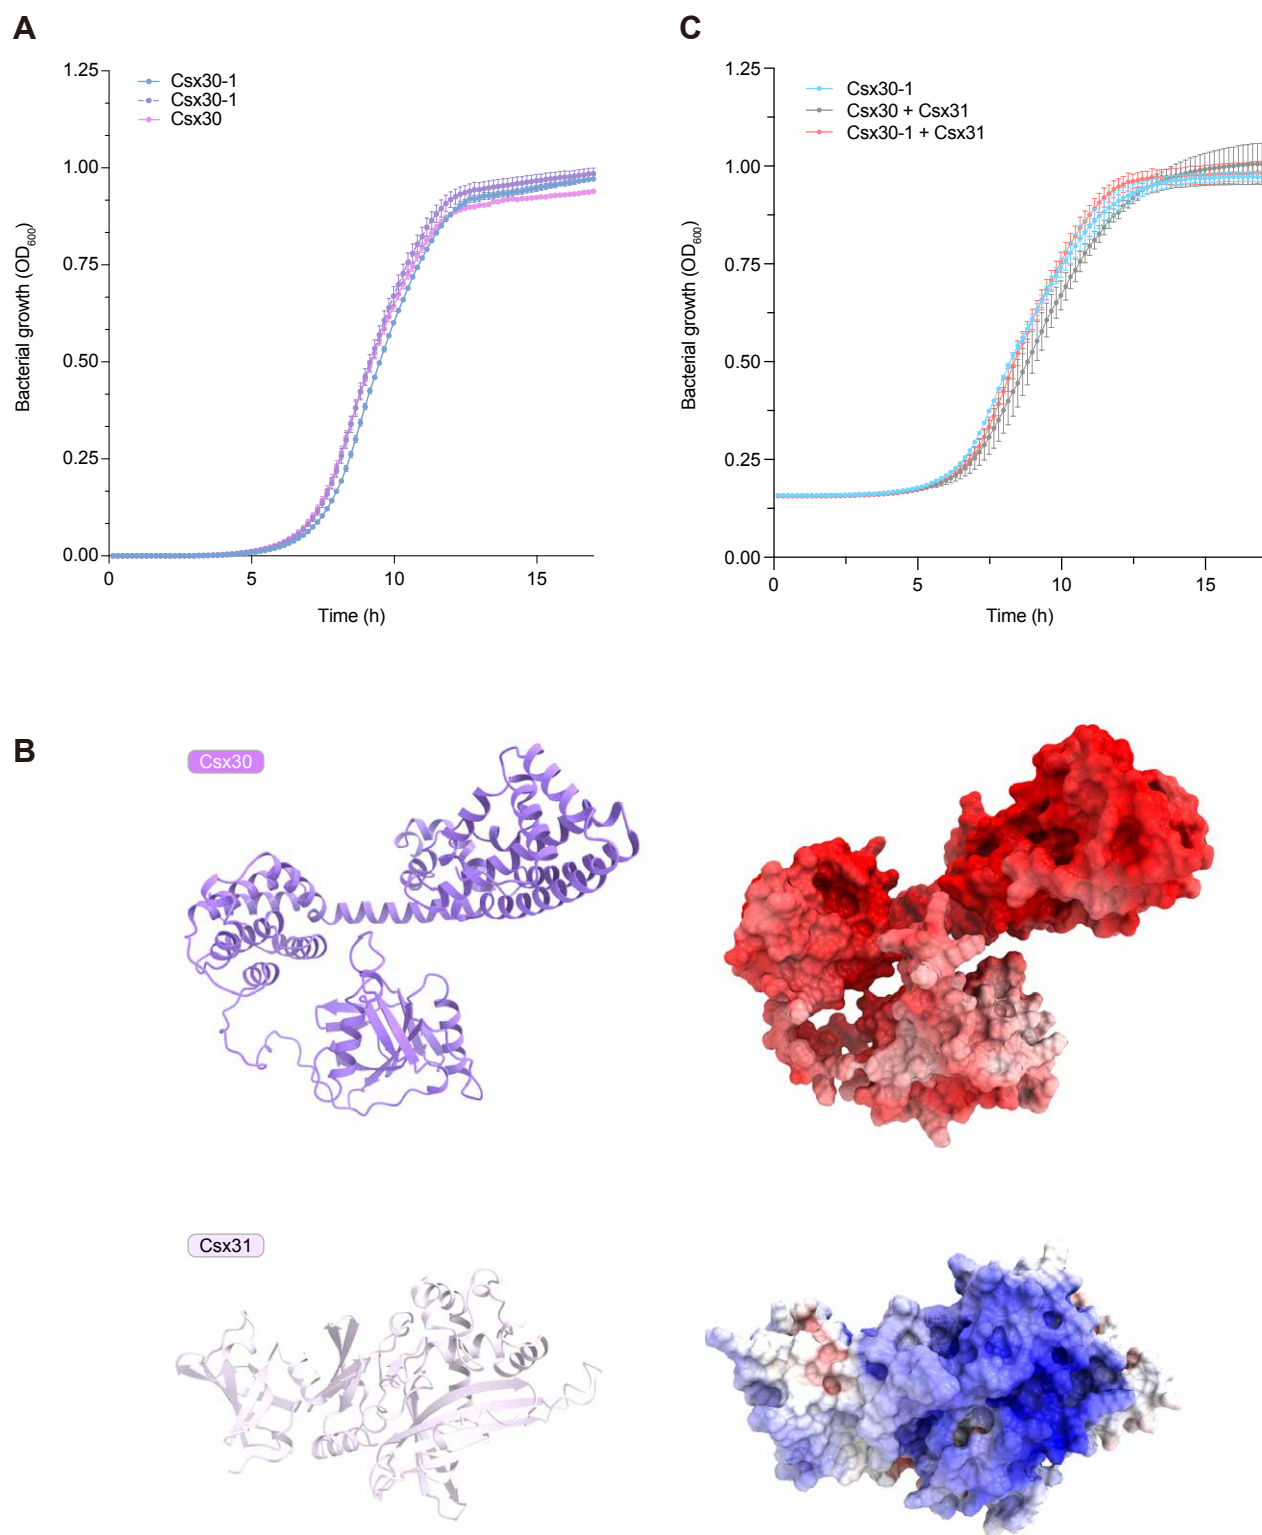 A
1.25
1.00
0.75
0.50
0.25
0.00
Bacterial growth (OD600)
Csx30-1
Csx30-1
Csx30
0
5
10
15
Time (h)
C
1.25
1.00
0.75
0.50
0.25
0.00
Bacterial growth (OD600)
Csx30-1
Csx30 + Csx31
Csx30-1 + Csx31
0
5
10
15
Time (h)
B
Csx30
Csx31